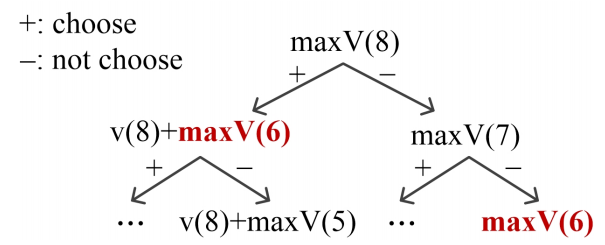 +: choose
–: not choose
maxV(8)
+ –
v(8)+maxV(6) maxV(7)
+ – + –
... v(8)+maxV(5) ... maxV(6)